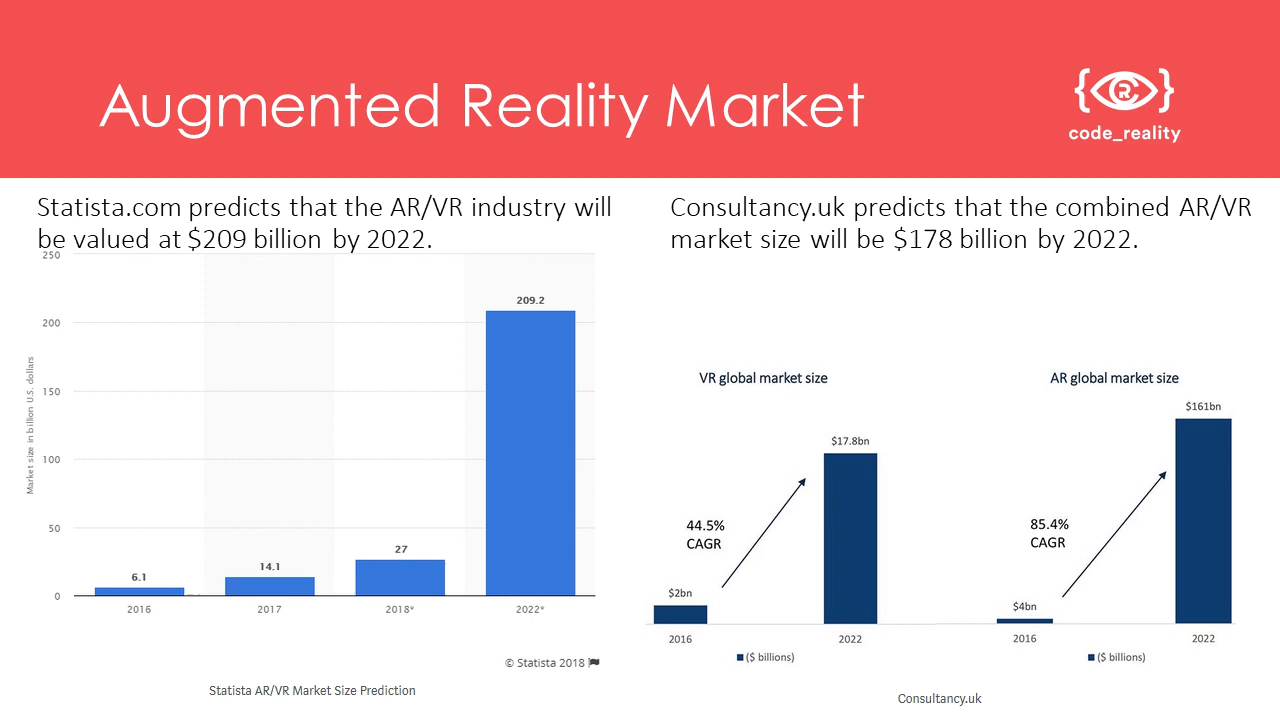 Augmented Reality Market
{R:}
code_reality
Statista.com predicts that the AR/VR industry will
be valued at $209 billion by 2022.
250
200
150
100
50
0
Market size in billion U.S. dollars
6.1
14.1
27
209.2
2016
2017
2018*
2022*
© Statista 2018
Statista AR/VR Market Size Prediction
Consultancy.uk predicts that the combined AR/VR
market size will be $178 billion by 2022.
VR global market size
$17.8bn
44.5%
CAGR
$2bn
2016
2022
($ billions)
AR global market size
$161bn
85.4%
CAGR
$4bn
2016
2022
($ billions)
Consultancy.uk